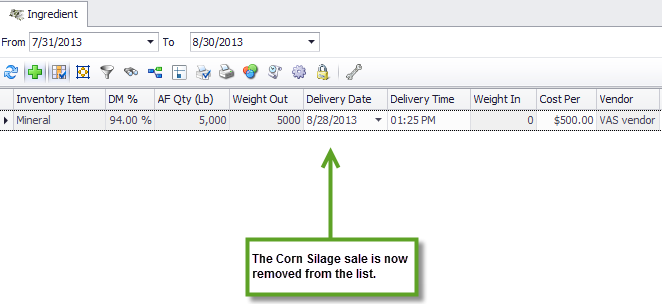 Ingredient
From 7/31/2013 To 8/30/2013
Inventory Item DM % AF Qty (Lb) Weight Out Delivery Date Delivery Time Weight In Cost Per Vendor
Mineral 94.00 % 5,000 5000 8/28/2013 01:25 PM 0 $500.00 VAS vendor
The Corn Silage sale is now
removed from the list.